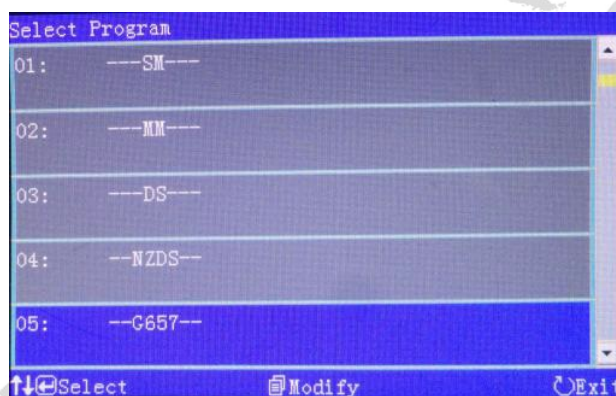 Select Program
01: ---SM---
02: ---MM---
03: ---DS---
04: --NZDS--
05: --G657--
↑↓Select Modify Exit